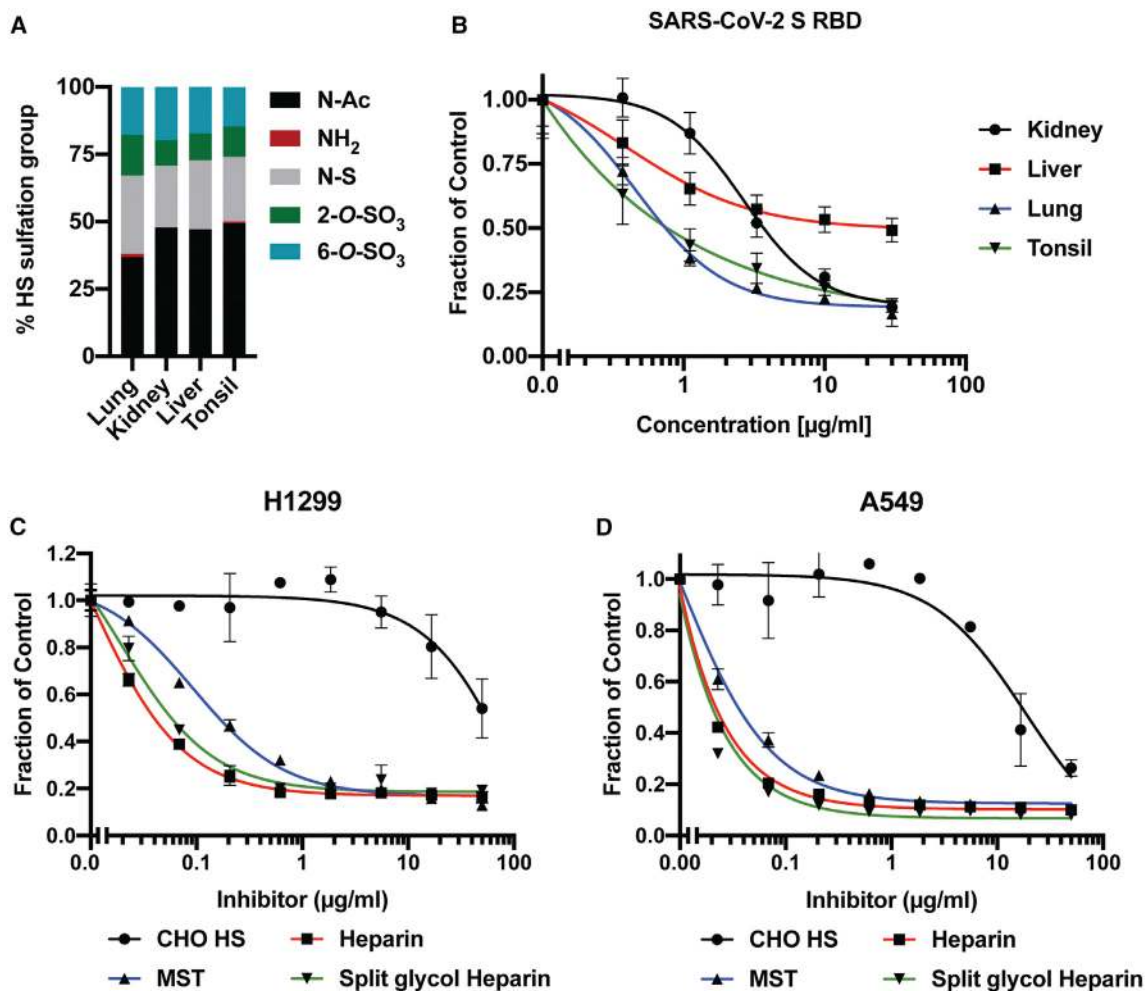 A
% HS sulfation group
100
75
50
25
0
Lung
Kidney
Liver
Tonsil
N-Ac
NH₂
N-S
2-O-SO₃
6-O-SO₃
B
SARS-CoV-2 S RBD
Fraction of Control
1.00
0.75
0.50
0.25
0.00
0.0 1 10 100
Concentration [µg/ml]
Kidney
Liver
Lung
Tonsil
C
H1299
Fraction of Control
1.2
1.0
0.8
0.6
0.4
0.2
0.0
0.0 0.1 1 10 100
Inhibitor (µg/ml)
CHO HS Heparin
MST Split glycol Heparin
D
A549
Fraction of Control
1.0
0.8
0.6
0.4
0.2
0.0
0.00 0.1 1 10 100
Inhibitor (µg/ml)
CHO HS Heparin
MST Split glycol Heparin